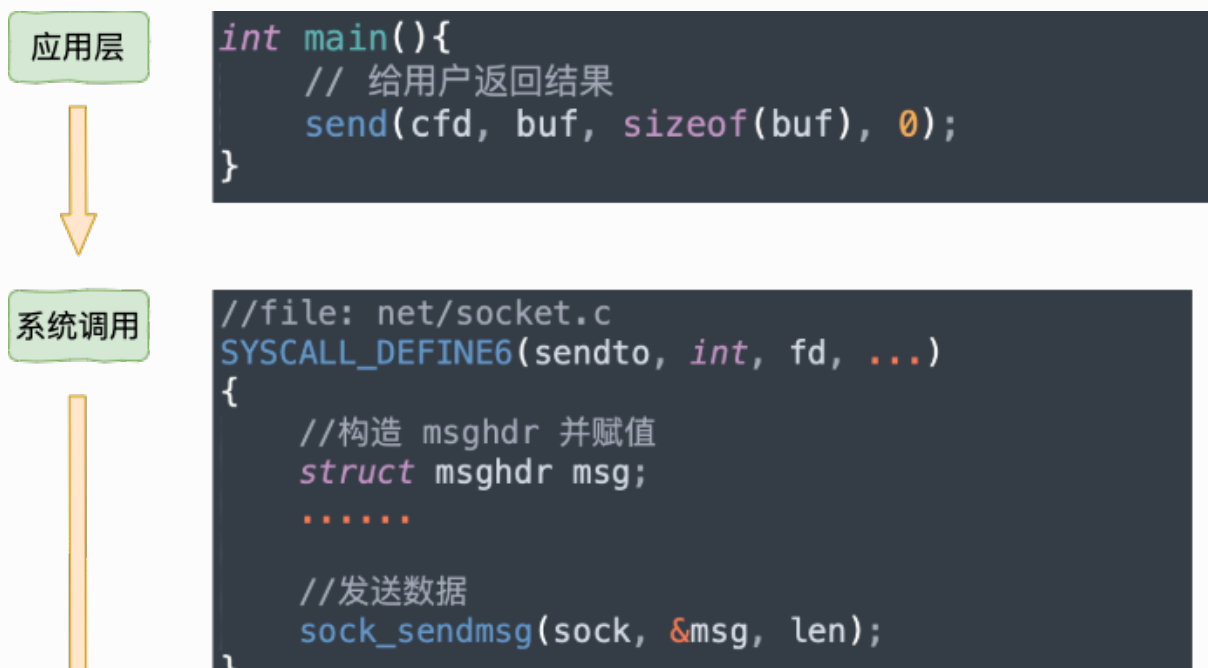 应用层
int main(){
// 给用户返回结果
send(cfd, buf, sizeof(buf), 0);
}
系统调用
//file: net/socket.c
SYSCALL_DEFINE6(sendto, int, fd, ...)
{
//构造 msghdr 并赋值
struct msghdr msg;
......
//发送数据
sock_sendmsg(sock, &msg, len);
}